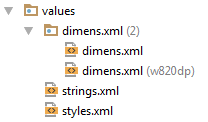 values
dimens.xml (2)
dimens.xml
dimens.xml (w820dp)
strings.xml
styles.xml